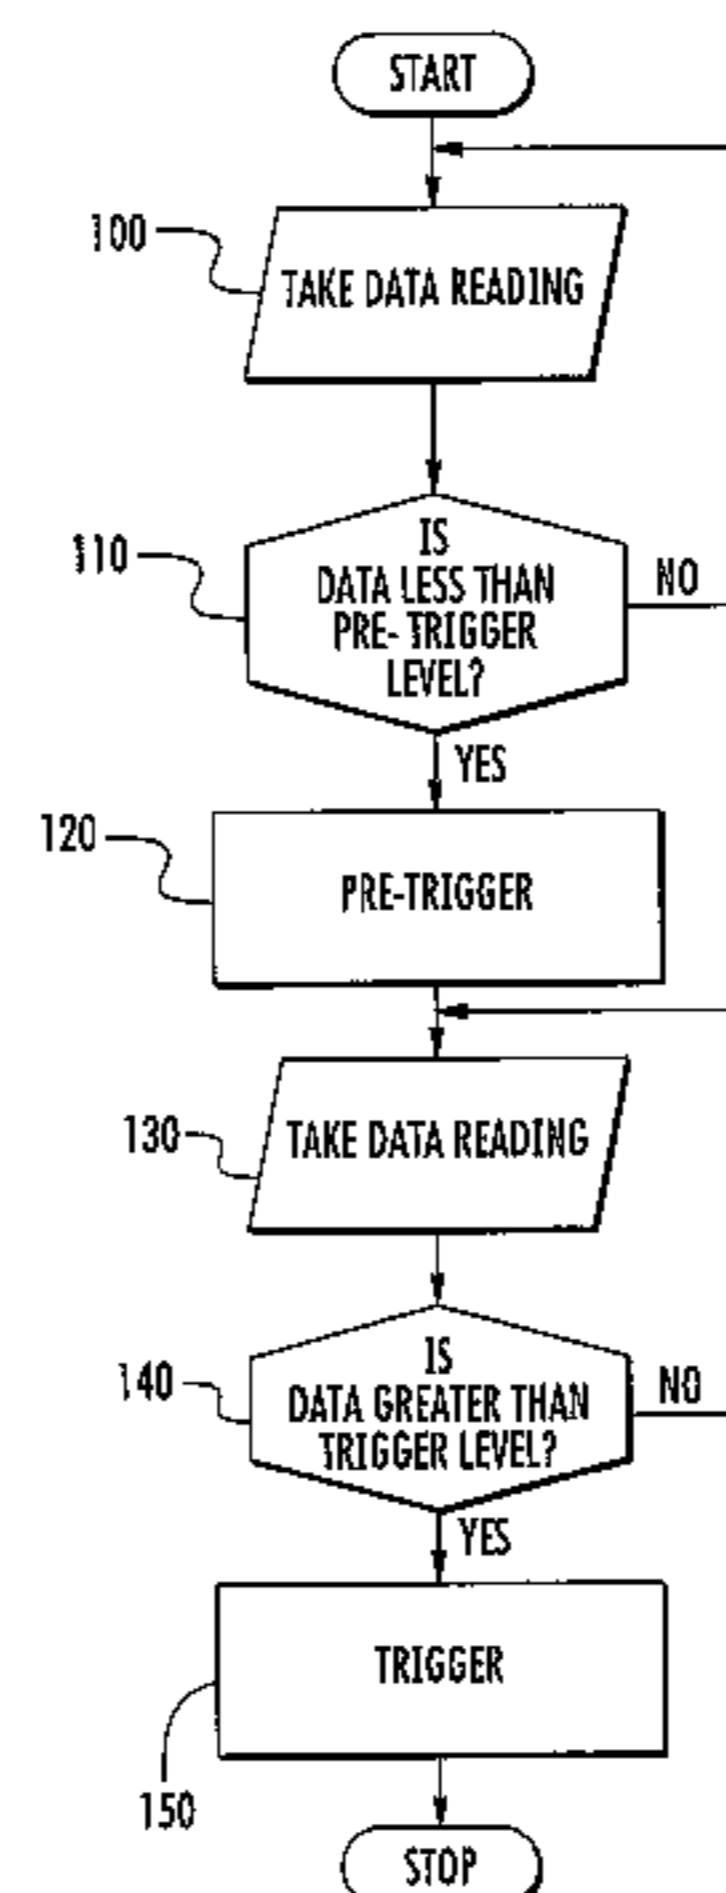 START
100
TAKE DATA READING
110
IS
DATA LESS THAN
PRE- TRIGGER
LEVEL?
NO
YES
120
PRE-TRIGGER
130
TAKE DATA READING
140
IS
DATA GREATER THAN
TRIGGER LEVEL?
NO
YES
TRIGGER
150
STOP